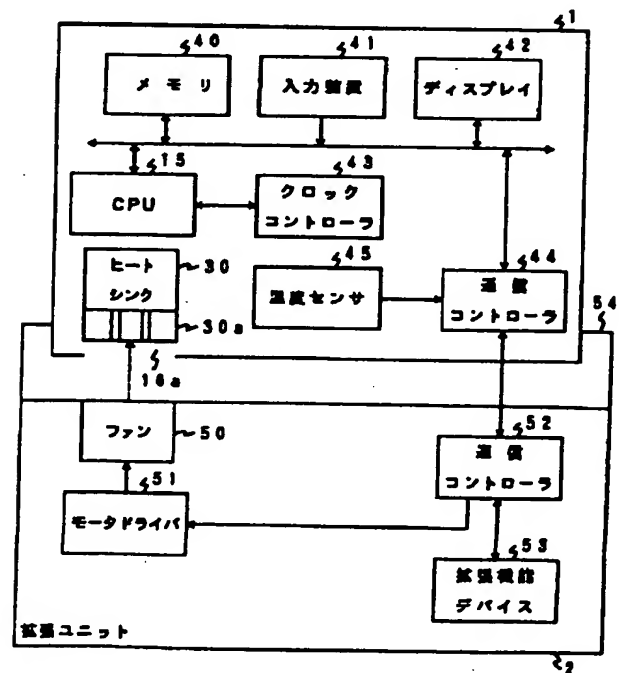 1
40
41
42
メモリ
入力装置
ディスプレイ
15
43
CPU
クロック
コントローラ
45
44
ヒート
シンク
30
温度センサ
通信
コントローラ
54
30a
16a
ファン
50
52
通信
コントローラ
51
モータドライバ
53
拡張機能
デバイス
拡張ユニット
2